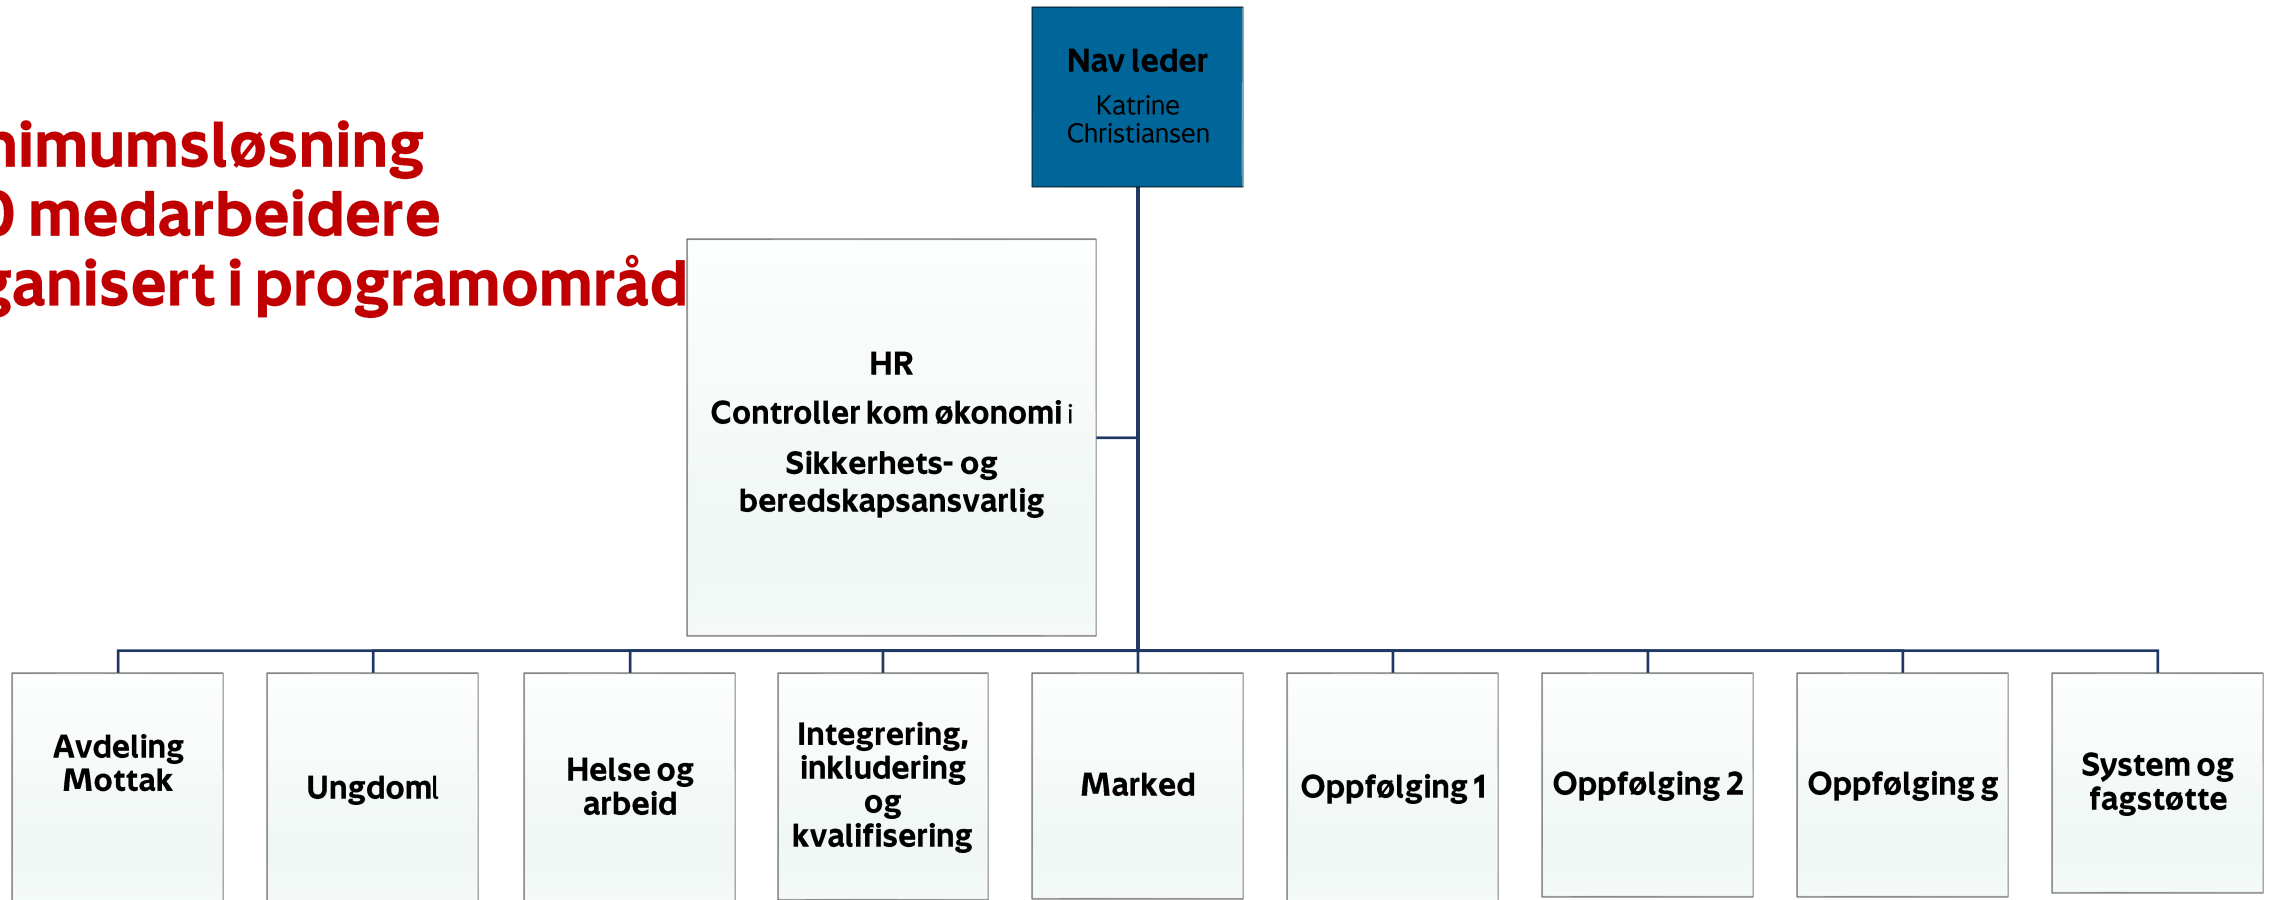 Nav leder
Katrine
Christiansen
nimumsløsning
0 medarbeidere
ganisert i programområd
HR
Controller kom økonomi i
Sikkerhets- og
beredskapsansvarlig
Avdeling
Mottak
Ungdoml
Helse og
arbeid
Integrering,
inkludering
og
kvalifisering
Marked
Oppfølging 1
Oppfølging 2
Oppfølging g
System og
fagstøtte